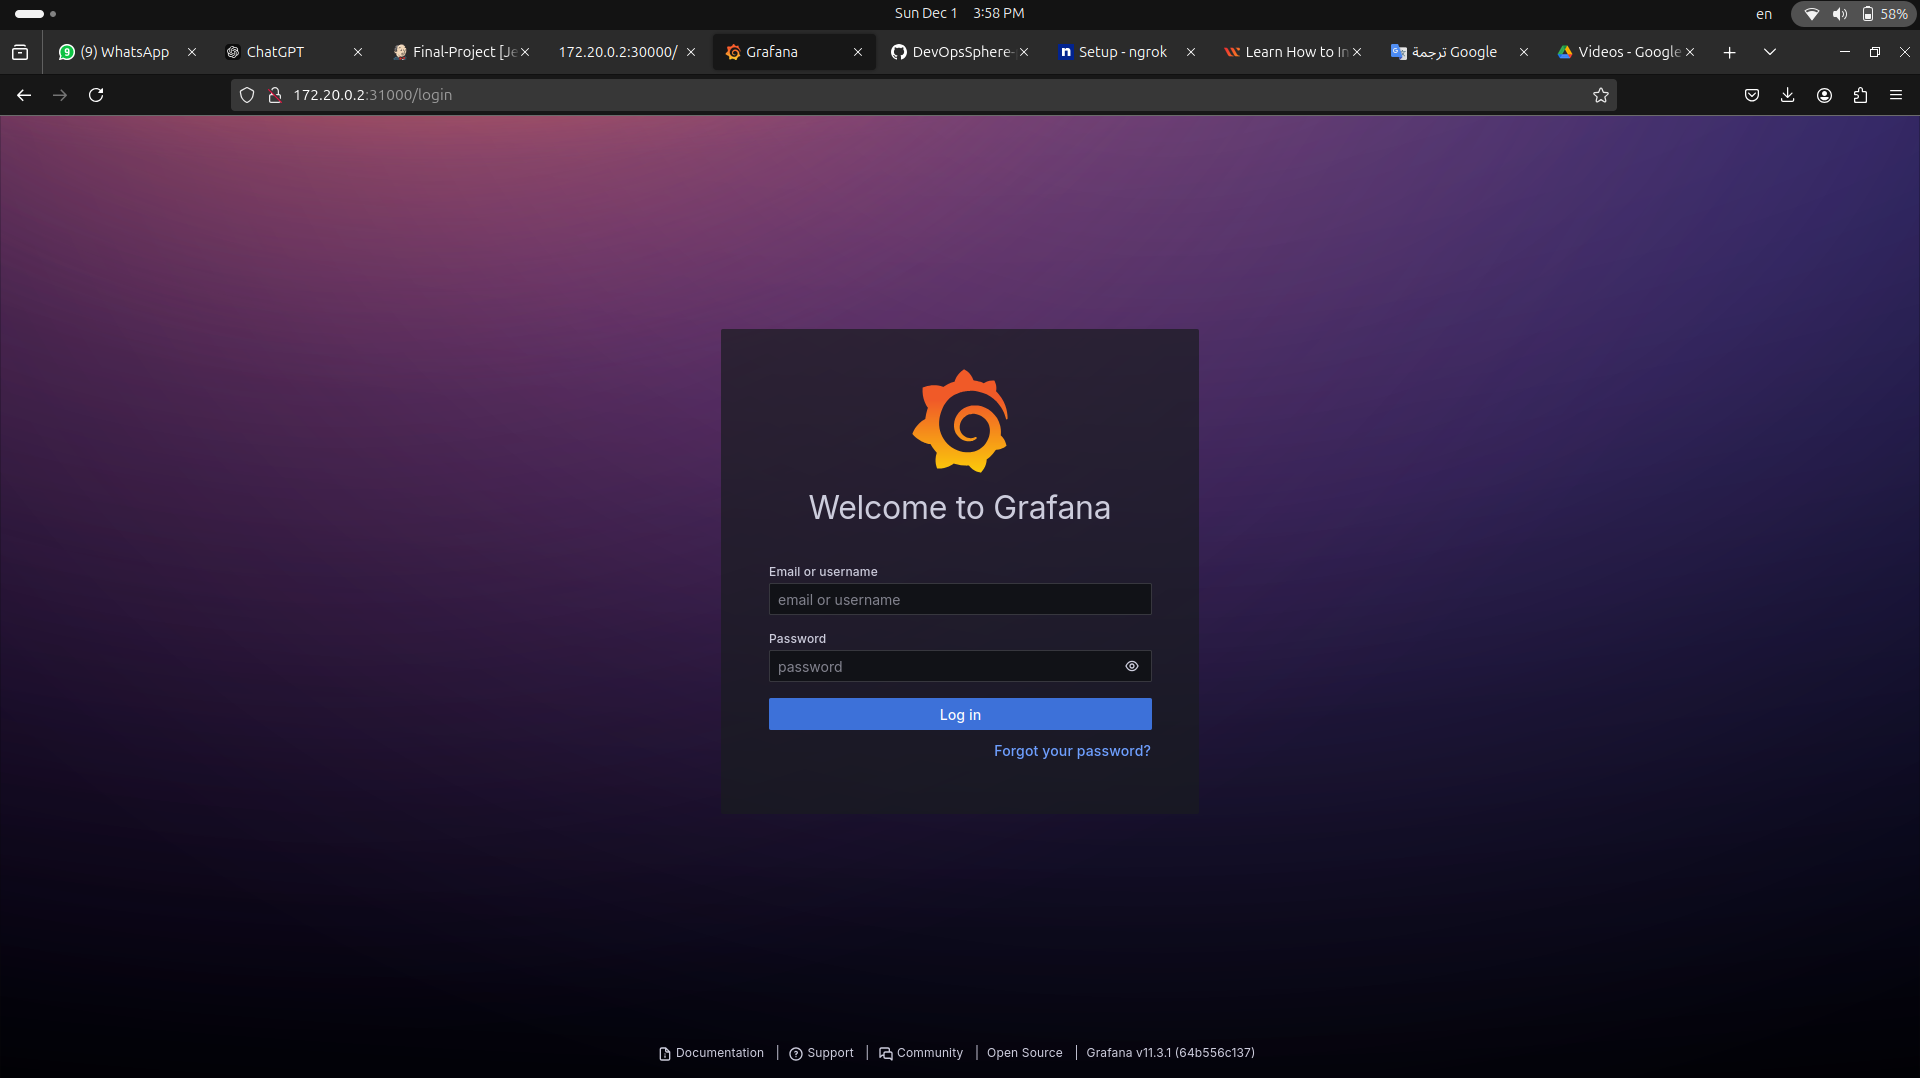 Sun Dec 1 3:58 PM
en
58%
(9) WhatsApp
ChatGPT
Final-Project [Je
172.20.0.2:30000/
Grafana
DevOpsSphere-
Setup - ngrok
Learn How to In
ترجمة Google
Videos - Google
172.20.0.2:31000/login
Welcome to Grafana
Email or username
email or username
Password
password
Log in
Forgot your password?
Documentation | Support | Community | Open Source | Grafana v11.3.1 (64b556c137)